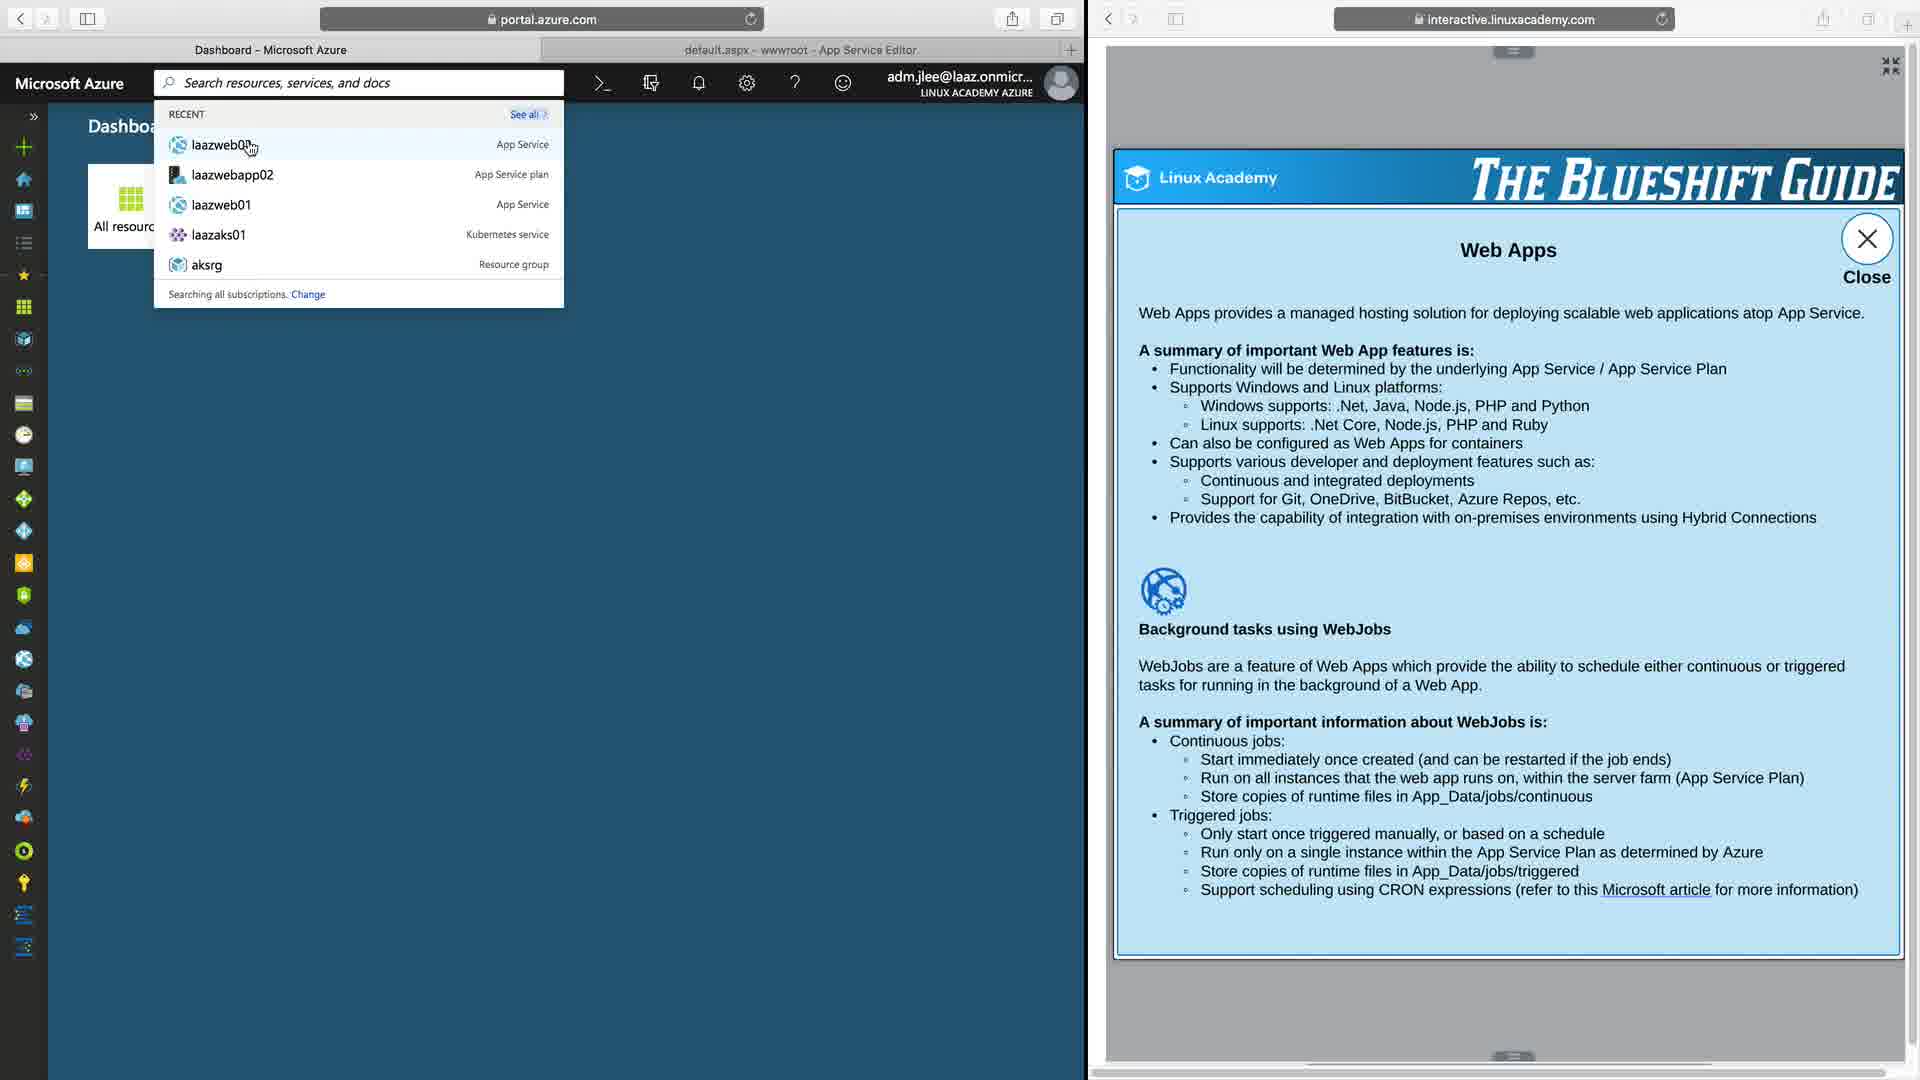 portal.azure.com
Dashboard – Microsoft Azure
default.aspx – wwwroot - App Service Editor
Microsoft Azure
Search resources, services, and docs
adm.jlee@laaz.onmicr...
LINUX ACADEMY AZURE
RECENT
See all
laazweb0
App Service
laazwebapp02
App Service plan
laazweb01
App Service
laazaks01
Kubernetes service
aksrg
Resource group
Searching all subscriptions. Change
Dashboa
All resourc
interactive.linuxacademy.com
Linux Academy
THE BLUESHIFT GUIDE
Web Apps
Close
Web Apps provides a managed hosting solution for deploying scalable web applications atop App Service.
A summary of important Web App features is:
• Functionality will be determined by the underlying App Service / App Service Plan
• Supports Windows and Linux platforms:
◦ Windows supports: .Net, Java, Node.js, PHP and Python
◦ Linux supports: .Net Core, Node.js, PHP and Ruby
• Can also be configured as Web Apps for containers
• Supports various developer and deployment features such as:
◦ Continuous and integrated deployments
◦ Support for Git, OneDrive, BitBucket, Azure Repos, etc.
• Provides the capability of integration with on-premises environments using Hybrid Connections
Background tasks using WebJobs
WebJobs are a feature of Web Apps which provide the ability to schedule either continuous or triggered
tasks for running in the background of a Web App.
A summary of important information about WebJobs is:
• Continuous jobs:
◦ Start immediately once created (and can be restarted if the job ends)
◦ Run on all instances that the web app runs on, within the server farm (App Service Plan)
◦ Store copies of runtime files in App_Data/jobs/continuous
• Triggered jobs:
◦ Only start once triggered manually, or based on a schedule
◦ Run only on a single instance within the App Service Plan as determined by Azure
◦ Store copies of runtime files in App_Data/jobs/triggered
◦ Support scheduling using CRON expressions (refer to this Microsoft article for more information)